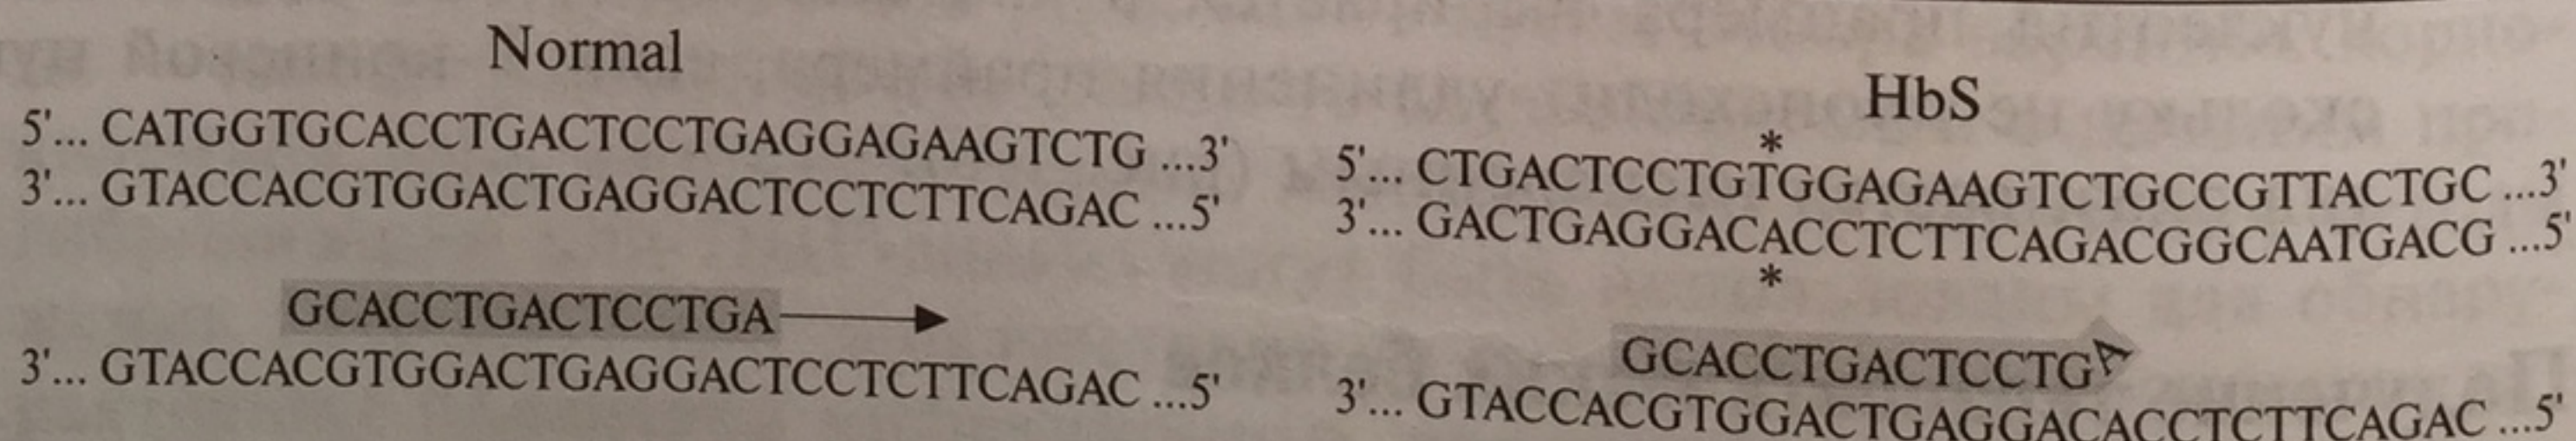 Normal
5'... CATGGTGCACCTGACTCCTGAGGAGAAGTCTG ...3'
3'... GTACCACGTGGACTGAGGACTCCTCTTCAGAC ...5'
GCACCTGACTCCTGA
3'... GTACCACGTGGACTGAGGACTCCTCTTCAGAC ...5'
HbS
*
5'... CTGACTCCTGTGGAGAAGTCTGCCGTTACTGC ...3'
3'... GACTGAGGACACCTCTTCAGACGGCAATGACG ...5'
*
GCACCTGACTCCTGA
3'... GTACCACGTGGACTGAGGACACCTCTTCAGAC ...5'